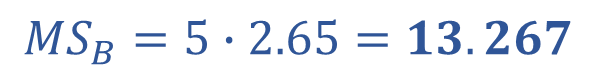 MS_B = 5 · 2.65 = 13.267